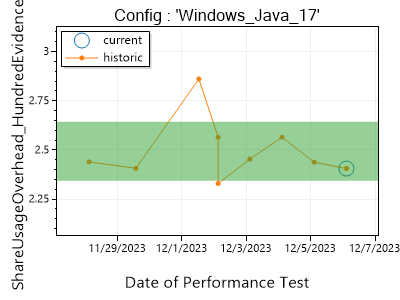 Config : 'Windows_Java_17'
ShareUsageOverhead_HundredEvidence
current
historic
3
2.75
2.5
2.25
11/29/2023
12/1/2023
12/3/2023
12/5/2023
12/7/2023
Date of Performance Test